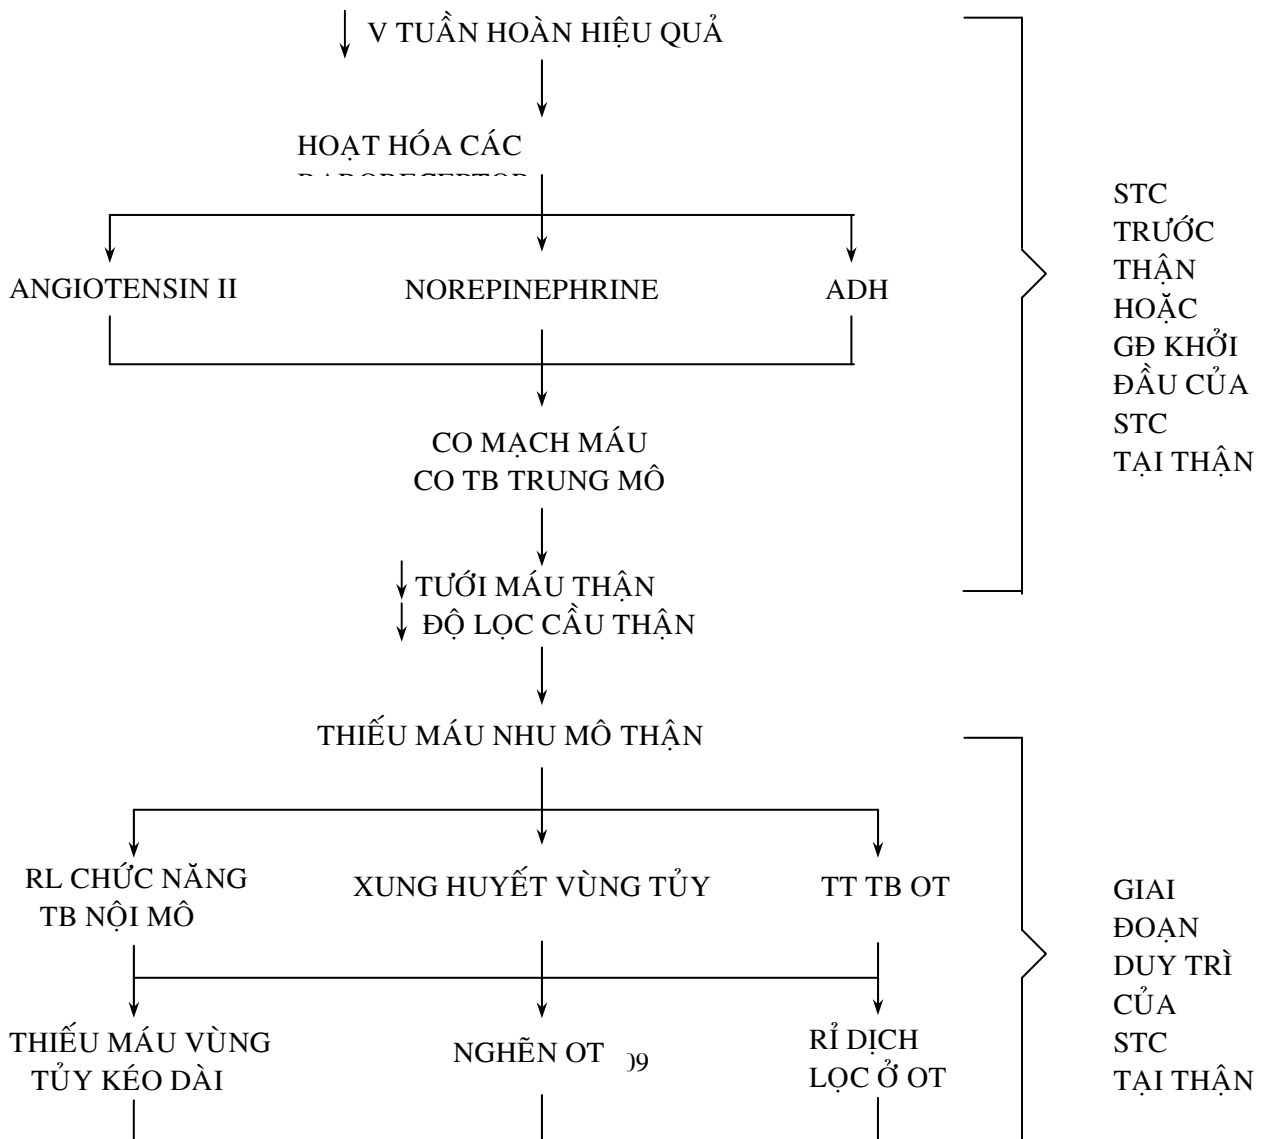 V TUẦN HOÀN HIỆU QUẢ
HOẠT HÓA CÁC
ANGIOTENSIN II
NOREPINEPHRINE
ADH
CO MẠCH MÁU
CO TB TRUNG MÔ
TƯỚI MÁU THẬN
ĐỘ LỌC CẦU THẬN
STC
TRƯỚC
THẬN
HOẶC
GĐ KHỞI
ĐẦU CỦA
STC
TẠI THẬN
THIẾU MÁU NHU MÔ THẬN
RL CHỨC NĂNG
TB NỘI MÔ
XUNG HUYẾT VÙNG TỦY
TT TB OT
THIẾU MÁU VÙNG
TỦY KÉO DÀI
NGHẼN OT
RỈ DỊCH
LỌC Ở OT
GIAI
ĐOẠN
DUY TRÌ
CỦA
STC
TẠI THẬN